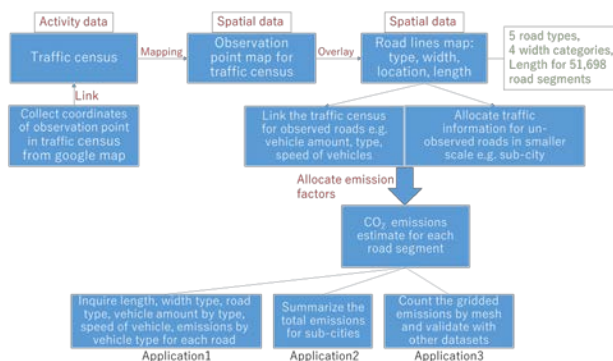 Activity data
Spatial data
Spatial data
Traffic census
Mapping
Observation
point map for
traffic census
Overlay
Road lines map:
type, width,
location, length
5 road types,
4 width categories,
Length for 51,698
road segments
Link
Collect coordinates
of observation point
in traffic census
from google map
Link the traffic census
for observed roads e.g.
vehicle amount, type,
speed of vehicles
Allocate traffic
information for un-
observed roads in smaller
scale e.g. sub-city
Allocate emission
factors
CO₂ emissions
estimate for each
road segment
Inquire length, width type, road
type, vehicle amount by type,
speed of vehicle, emissions by
vehicle type for each road
Summarize the
total emissions
for sub-cities
Count the gridded
emissions by mesh
and validate with
other datasets
Application1
Application2
Application3